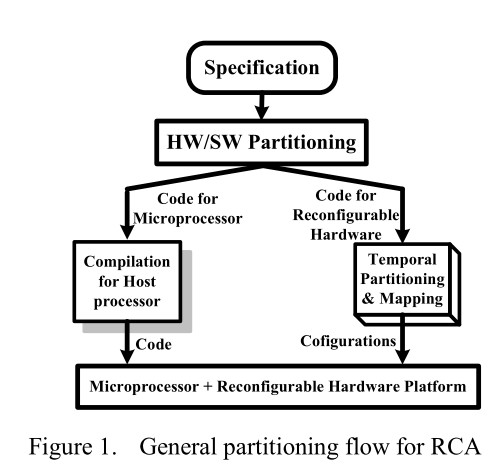 Specification
HW/SW Partitioning
Code for
Microprocessor
Code for
Reconfigurable
Hardware
Compilation
for Host
processor
Temporal
Partitioning
& Mapping
Code
Cofigurations
Microprocessor + Reconfigurable Hardware Platform
Figure 1. General partitioning flow for RCA